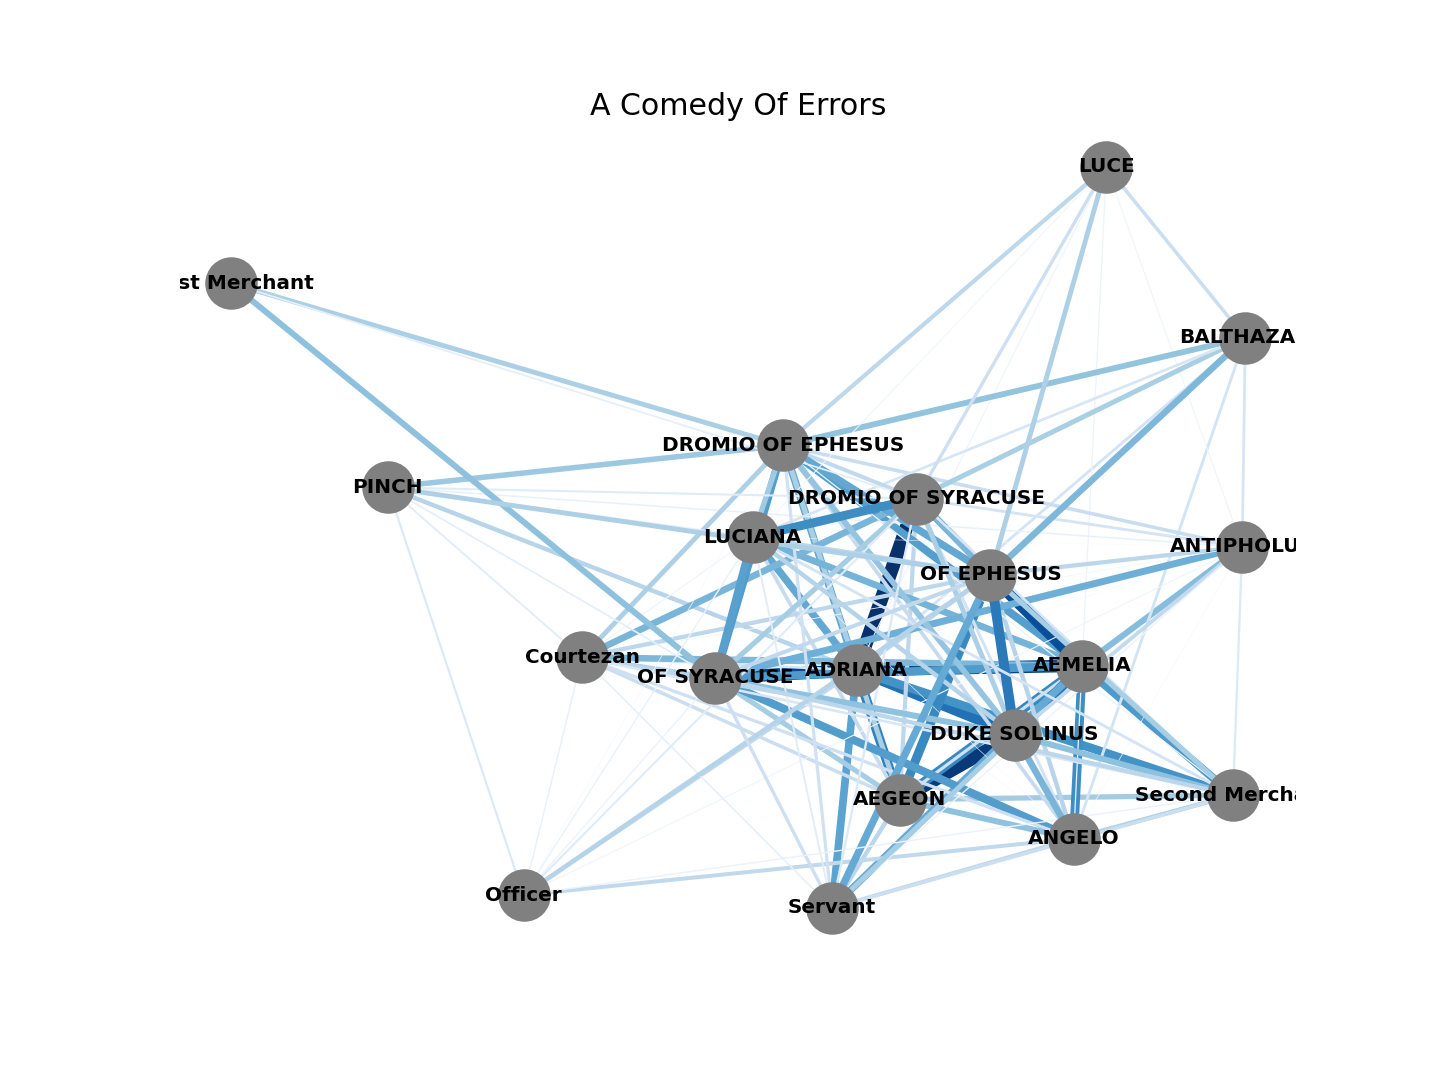 A Comedy Of Errors
LUCE
st Merchant
BALTHAZA
DROMIO OF EPHESUS
PINCH
DROMIO OF SYRACUSE
LUCIANA
ANTIPHOLU
OF EPHESUS
Courtezan
AEMELIA
ADRIANA
OF SYRACUSE
DUKE SOLINUS
Second Mercha
AEGEON
ANGELO
Officer
Servant